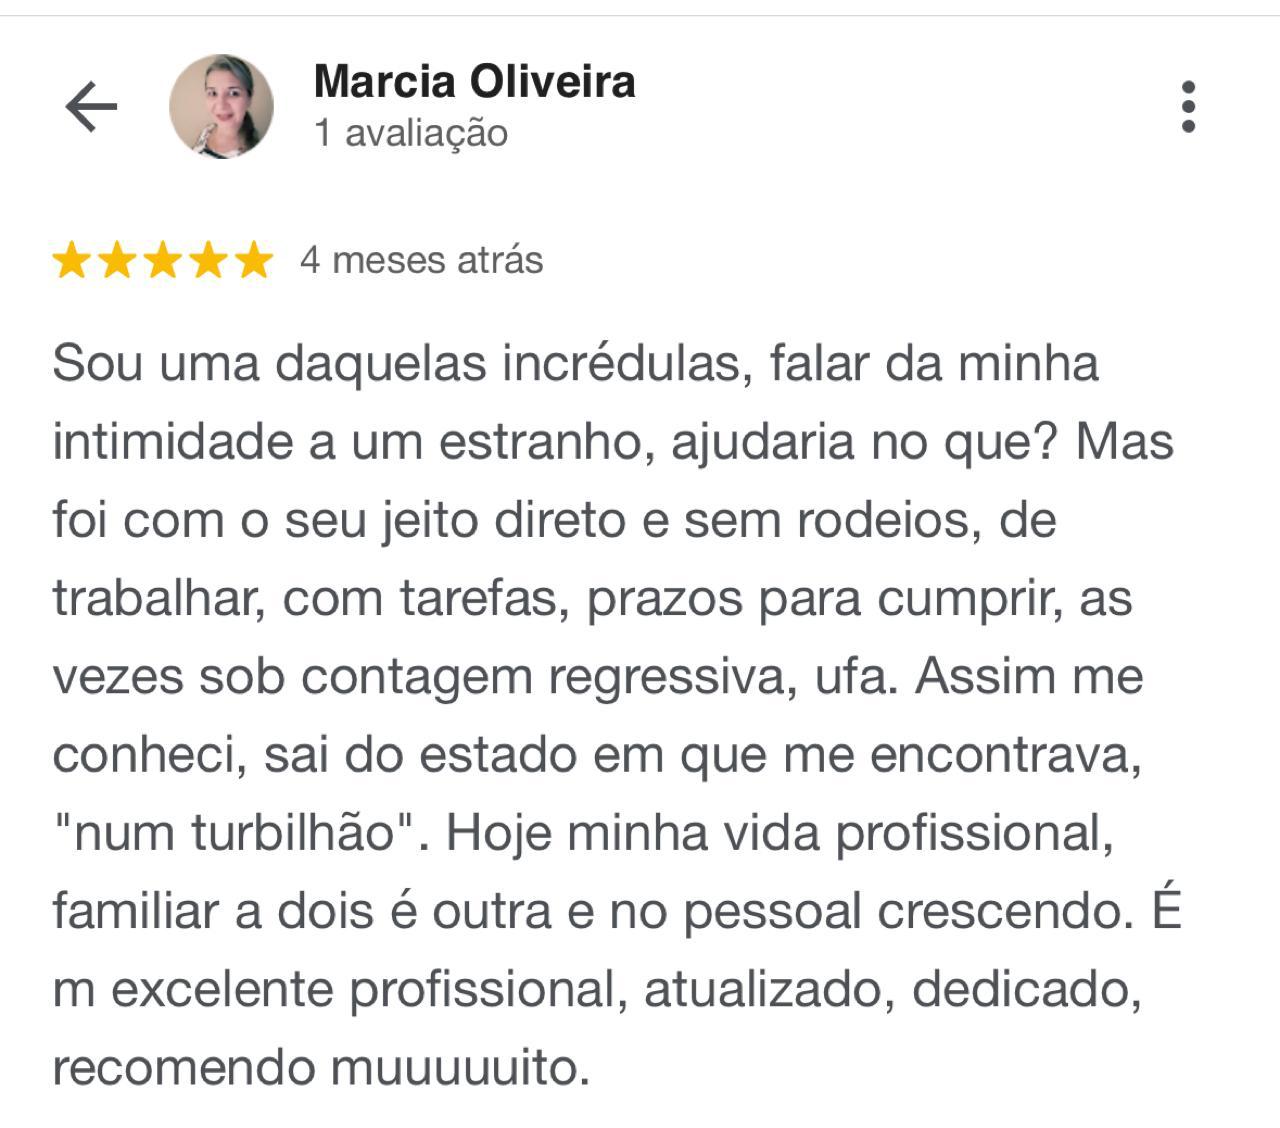 Marcia Oliveira
1 avaliação
4 meses atrás
Sou uma daquelas incrédulas, falar da minha
intimidade a um estranho, ajudaria no que? Mas
foi com o seu jeito direto e sem rodeios, de
trabalhar, com tarefas, prazos para cumprir, as
vezes sob contagem regressiva, ufa. Assim me
conheci, sai do estado em que me encontrava,
"num turbilhão". Hoje minha vida profissional,
familiar a dois é outra e no pessoal crescendo. É
m excelente profissional, atualizado, dedicado,
recomendo muuuuuito.